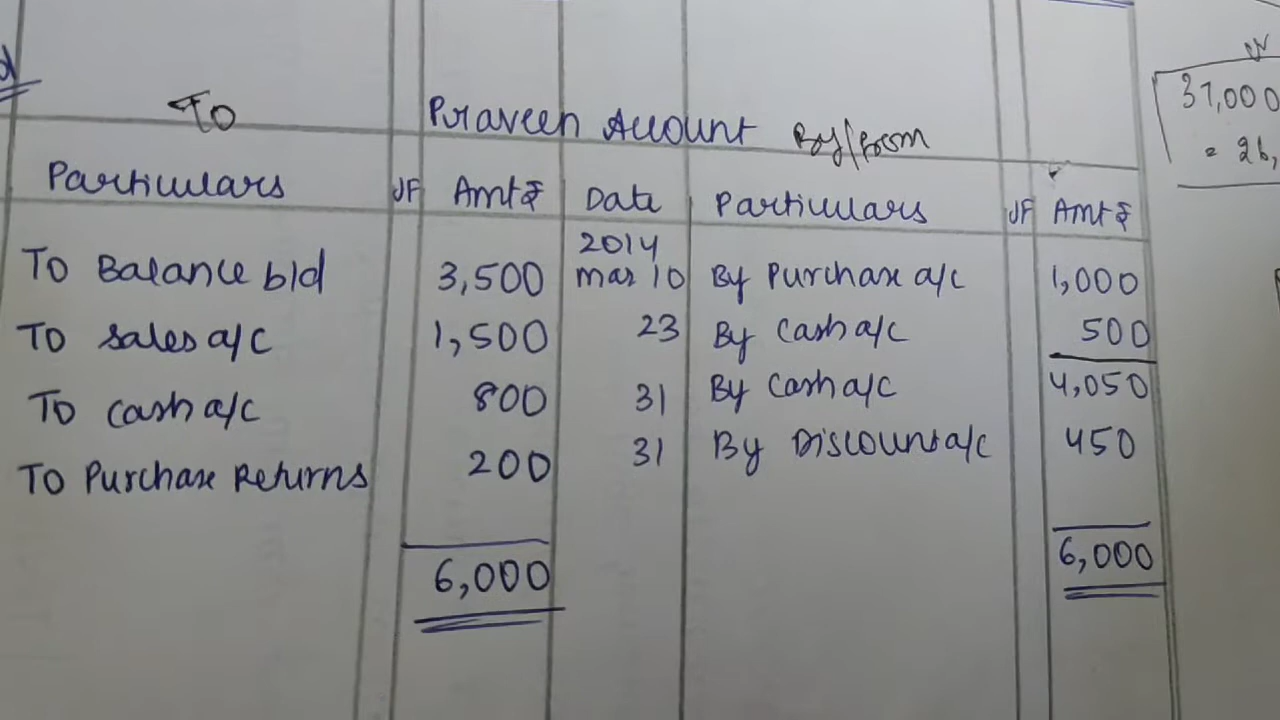 To
Praveen Account By/From
Particulars JF Amt₹ Date Particulars JF Amt₹
2014
To Balance b/d 3,500 Mar 10 By Purchase a/c 1,000
To Sales a/c 1,500 23 By Cash a/c 500
To Cash a/c 800 31 By Cash a/c 4,050
To Purchase Returns 200 31 By Discount a/c 450
6,000 6,000
37,000
= 26,